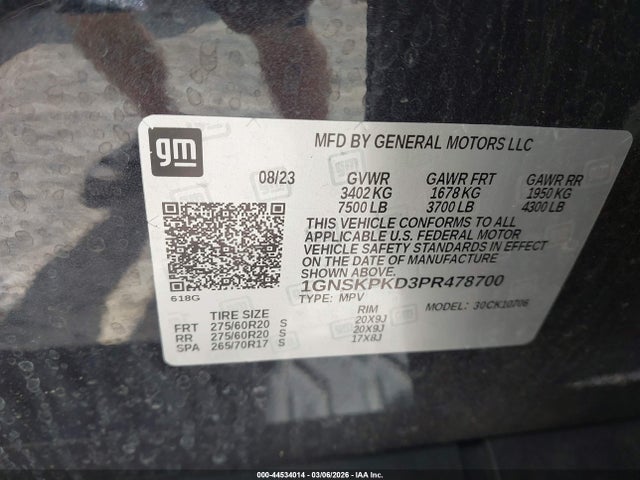 gm
MFD BY GENERAL MOTORS LLC
08/23 GVWR GAWR FRT GAWR RR
3402 KG 1678 KG 1950 KG
7500 LB 3700 LB 4300 LB
THIS VEHICLE CONFORMS TO ALL
APPLICABLE U.S. FEDERAL MOTOR
VEHICLE SAFETY STANDARDS IN EFFECT
ON THE DATE OF MANUFACTURE
SHOWN ABOVE.
618G
1GNSKPKD3PR478700
TYPE: MPV MODEL: 30CK10706
TIRE SIZE RIM
FRT 275/60R20 S 20X9J
RR 275/60R20 S 20X9J
SPA 265/70R17 S 17X8J
000-44534014 | 03/06/2026 - IAA Inc.